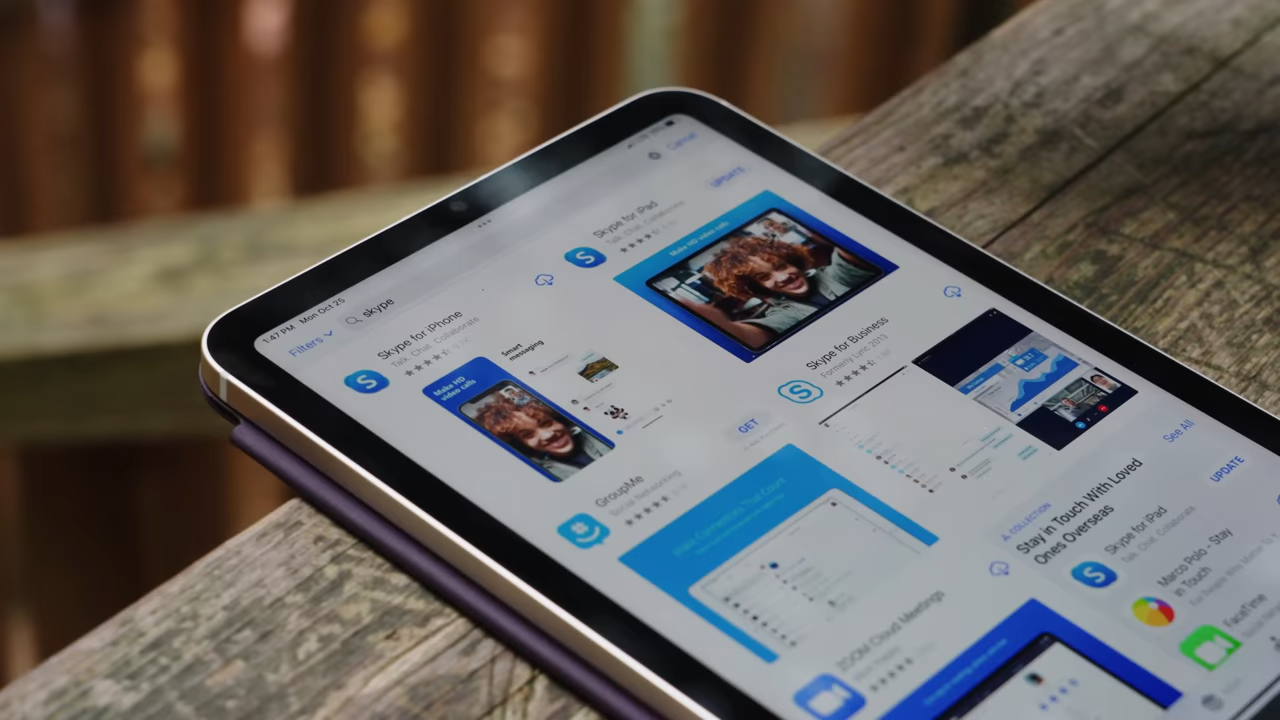 1:47 PM Mon Oct 25
skype
Cancel
Filters
Skype for iPhone
Talk. Chat. Collaborate
Make HD
video calls
Smart
messaging
Skype for iPad
Talk. Chat. Collaborate
UPDATE
Make HD video calls
GroupMe
Social Networking
GET
Skype for Business
Formerly Lync 2013
ZOOM Cloud Meetings
COLLECTION
See All
Stay in Touch With Loved
Ones Overseas
Skype for iPad
Talk. Chat. Collaborate
UPDATE
Marco Polo - Stay
in Touch
FaceTime